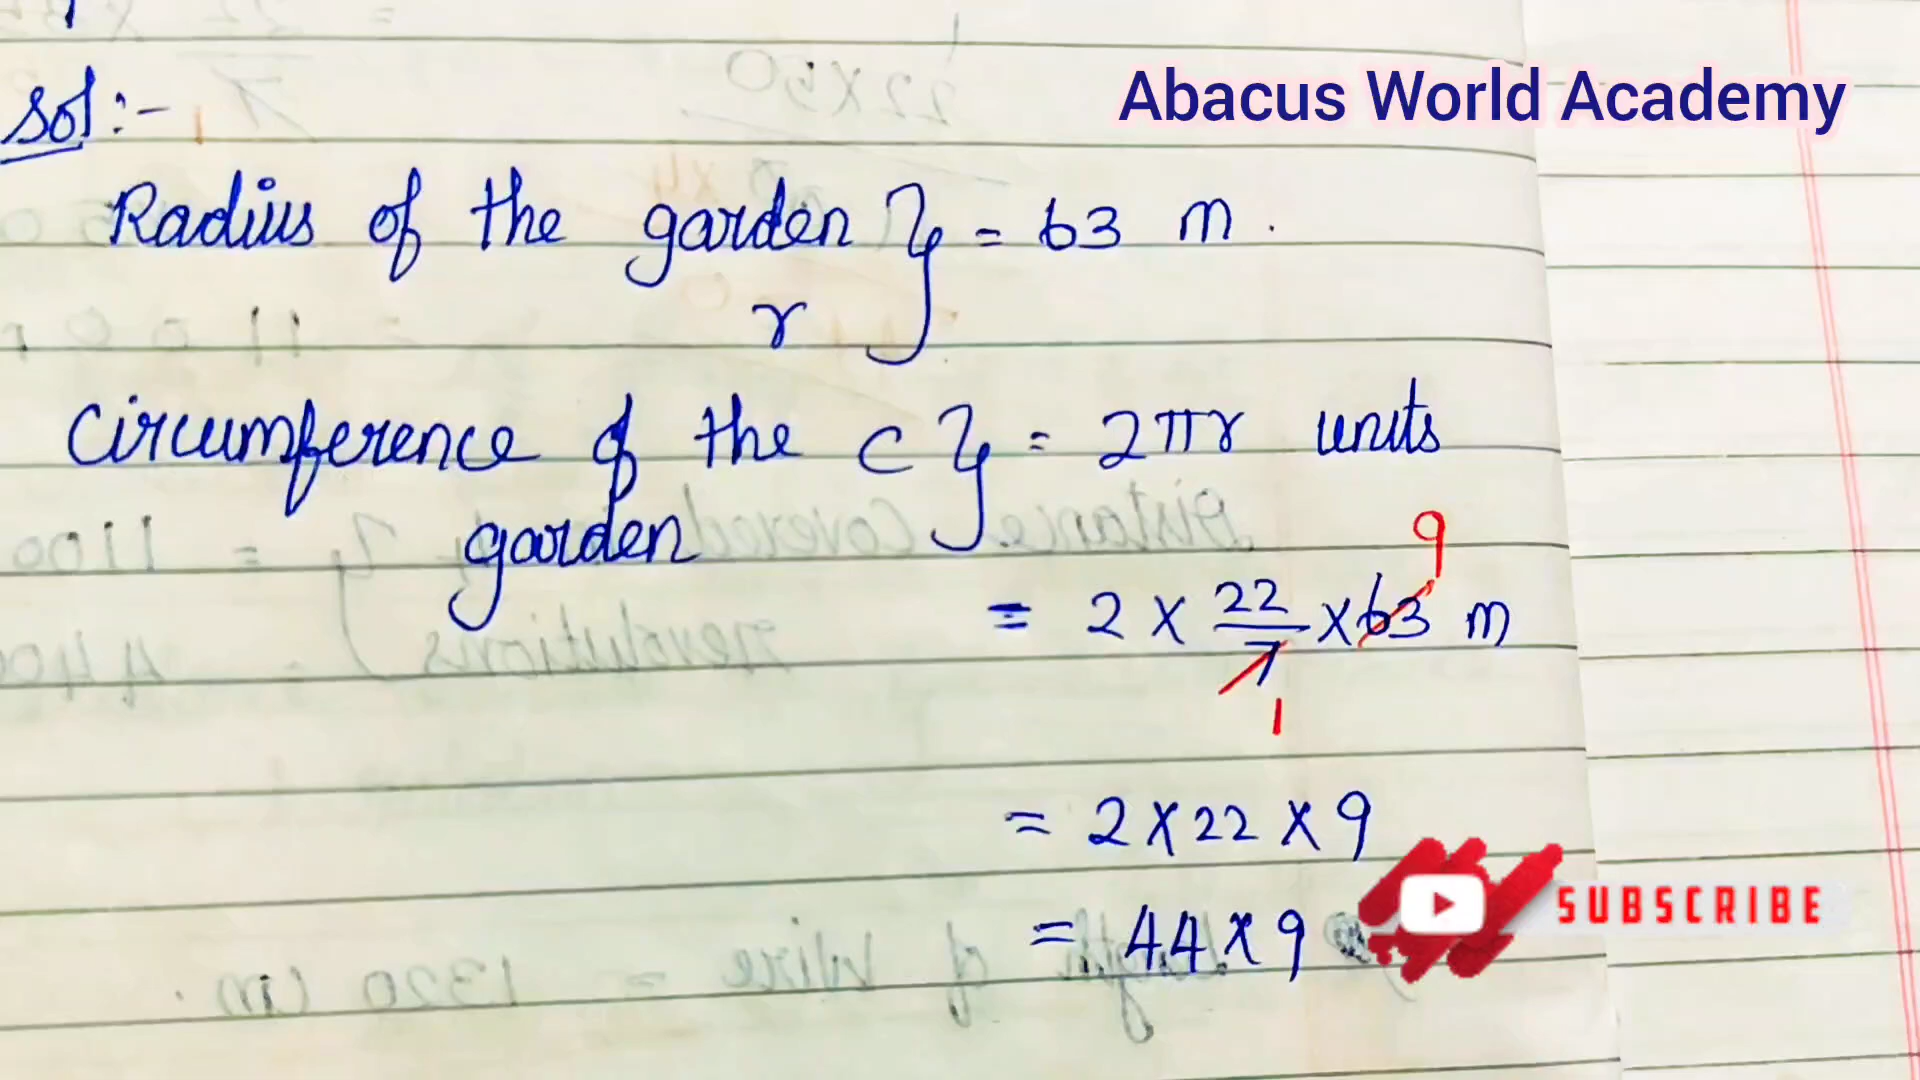 Abacus World Academy
Sol:-
Radius of the garden } = 63 m.
r
Circumference of the C } = 2πr units
garden
9
= 2 × 22/7 × 63 m
1
= 2 × 22 × 9
= 44 × 9
SUBSCRIBE